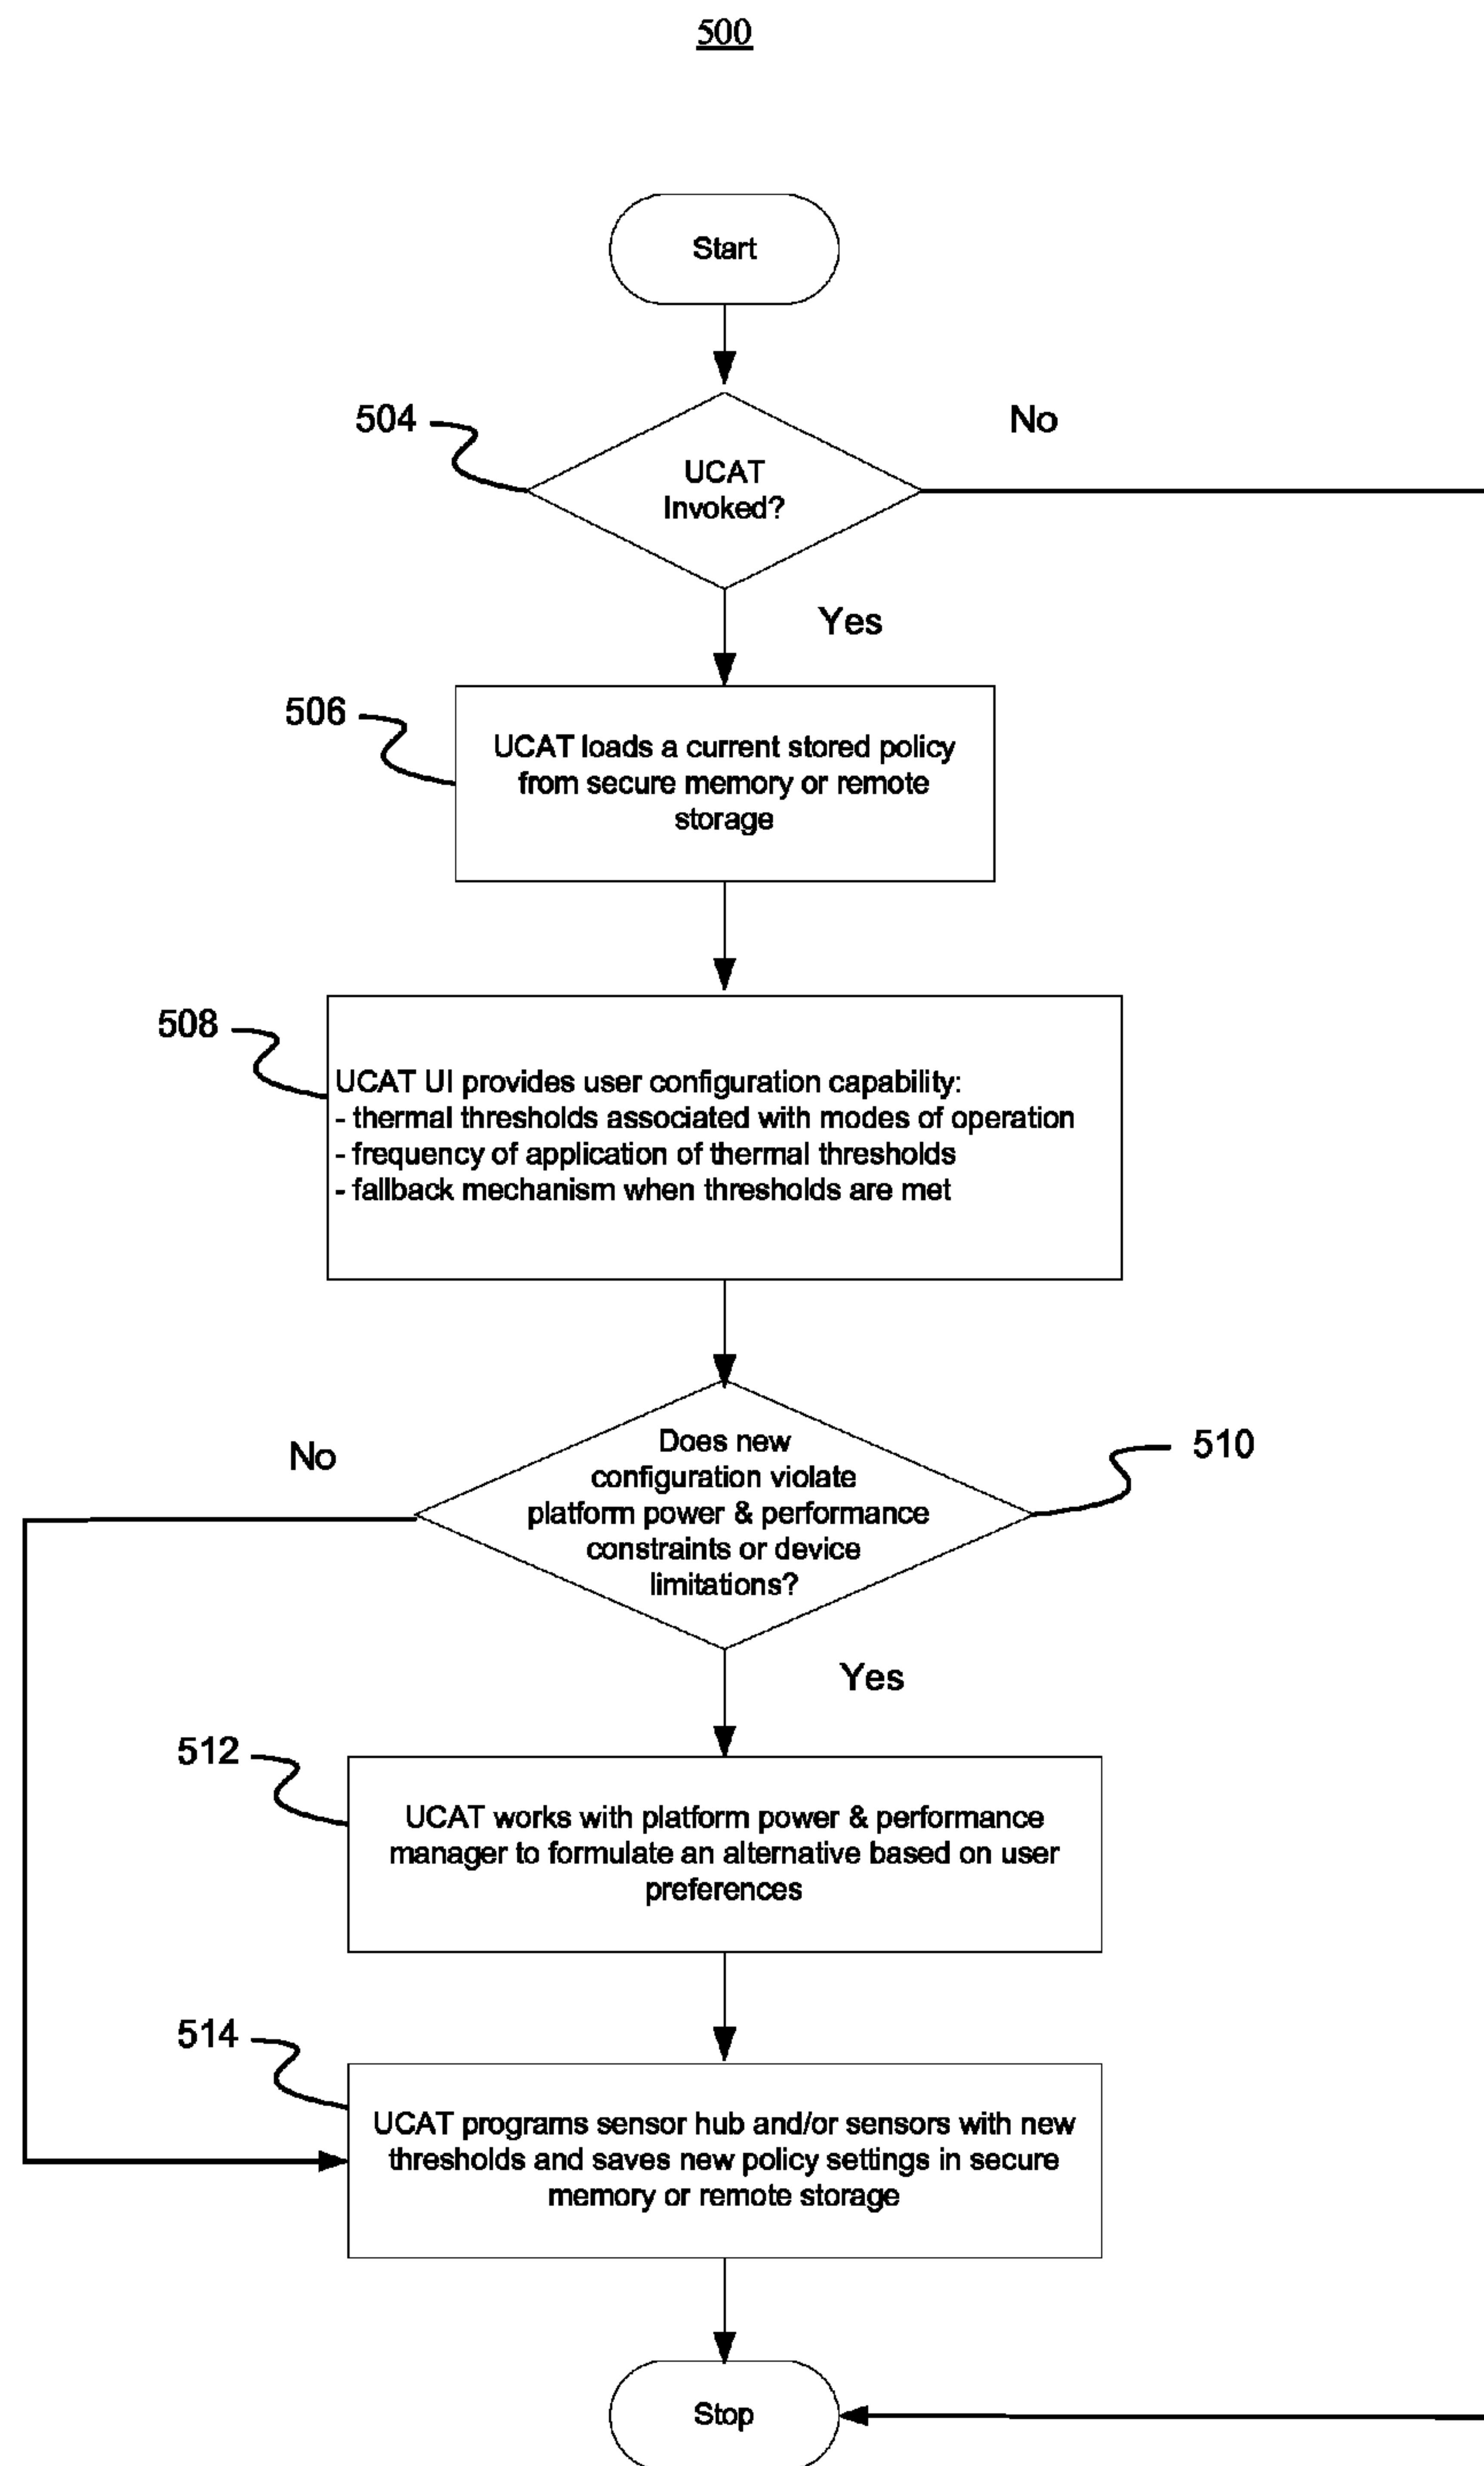 500
Start
504
No
UCAT
Invoked?
Yes
506
UCAT loads a current stored policy
from secure memory or remote
storage
508
UCAT UI provides user configuration capability:
- thermal thresholds associated with modes of operation
- frequency of application of thermal thresholds
- fallback mechanism when thresholds are met
No
Does new
configuration violate
platform power & performance
constraints or device
limitations?
510
Yes
512
UCAT works with platform power & performance
manager to formulate an alternative based on user
preferences
514
UCAT programs sensor hub and/or sensors with new
thresholds and saves new policy settings in secure
memory or remote storage
Stop